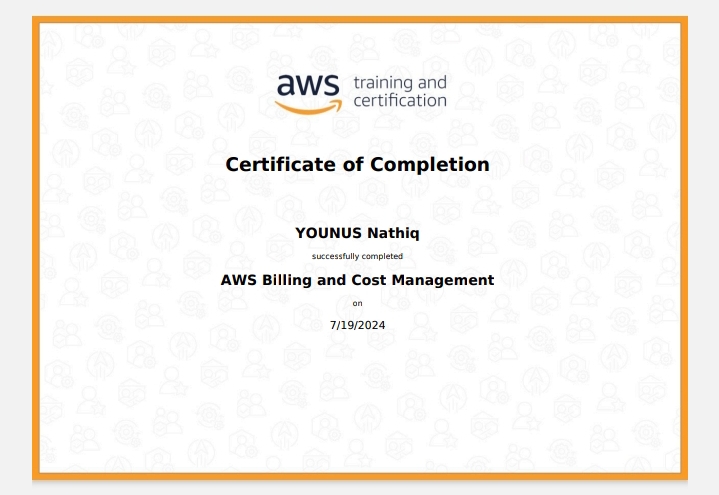 aws training and
certification
Certificate of Completion
YOUNUS Nathiq
successfully completed
AWS Billing and Cost Management
on
7/19/2024